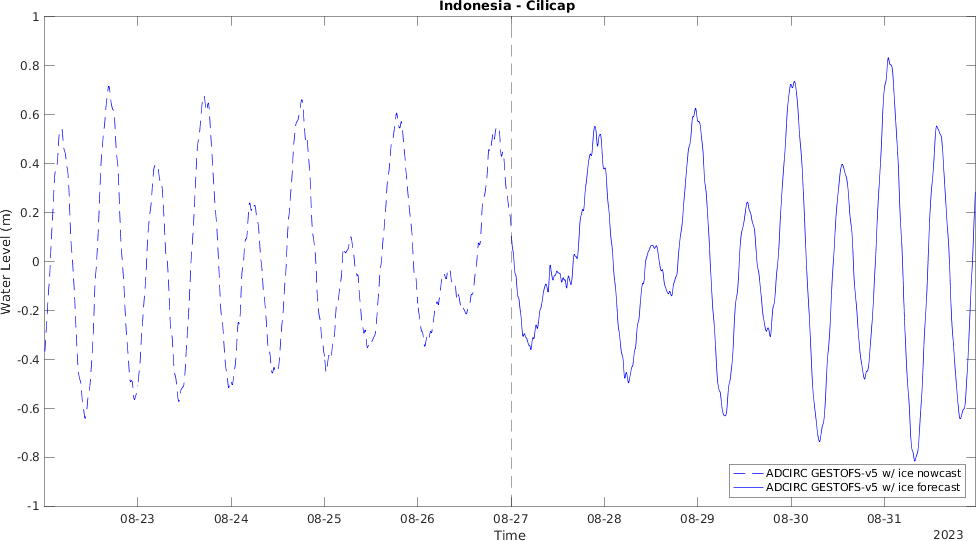 Indonesia - Cilicap
Water Level (m)
1
0.8
0.6
0.4
0.2
0
-0.2
-0.4
-0.6
-0.8
-1
ADCIRC GESTOFS-v5 w/ ice nowcast
ADCIRC GESTOFS-v5 w/ ice forecast
08-23 08-24 08-25 08-26 08-27 08-28 08-29 08-30 08-31
Time
2023